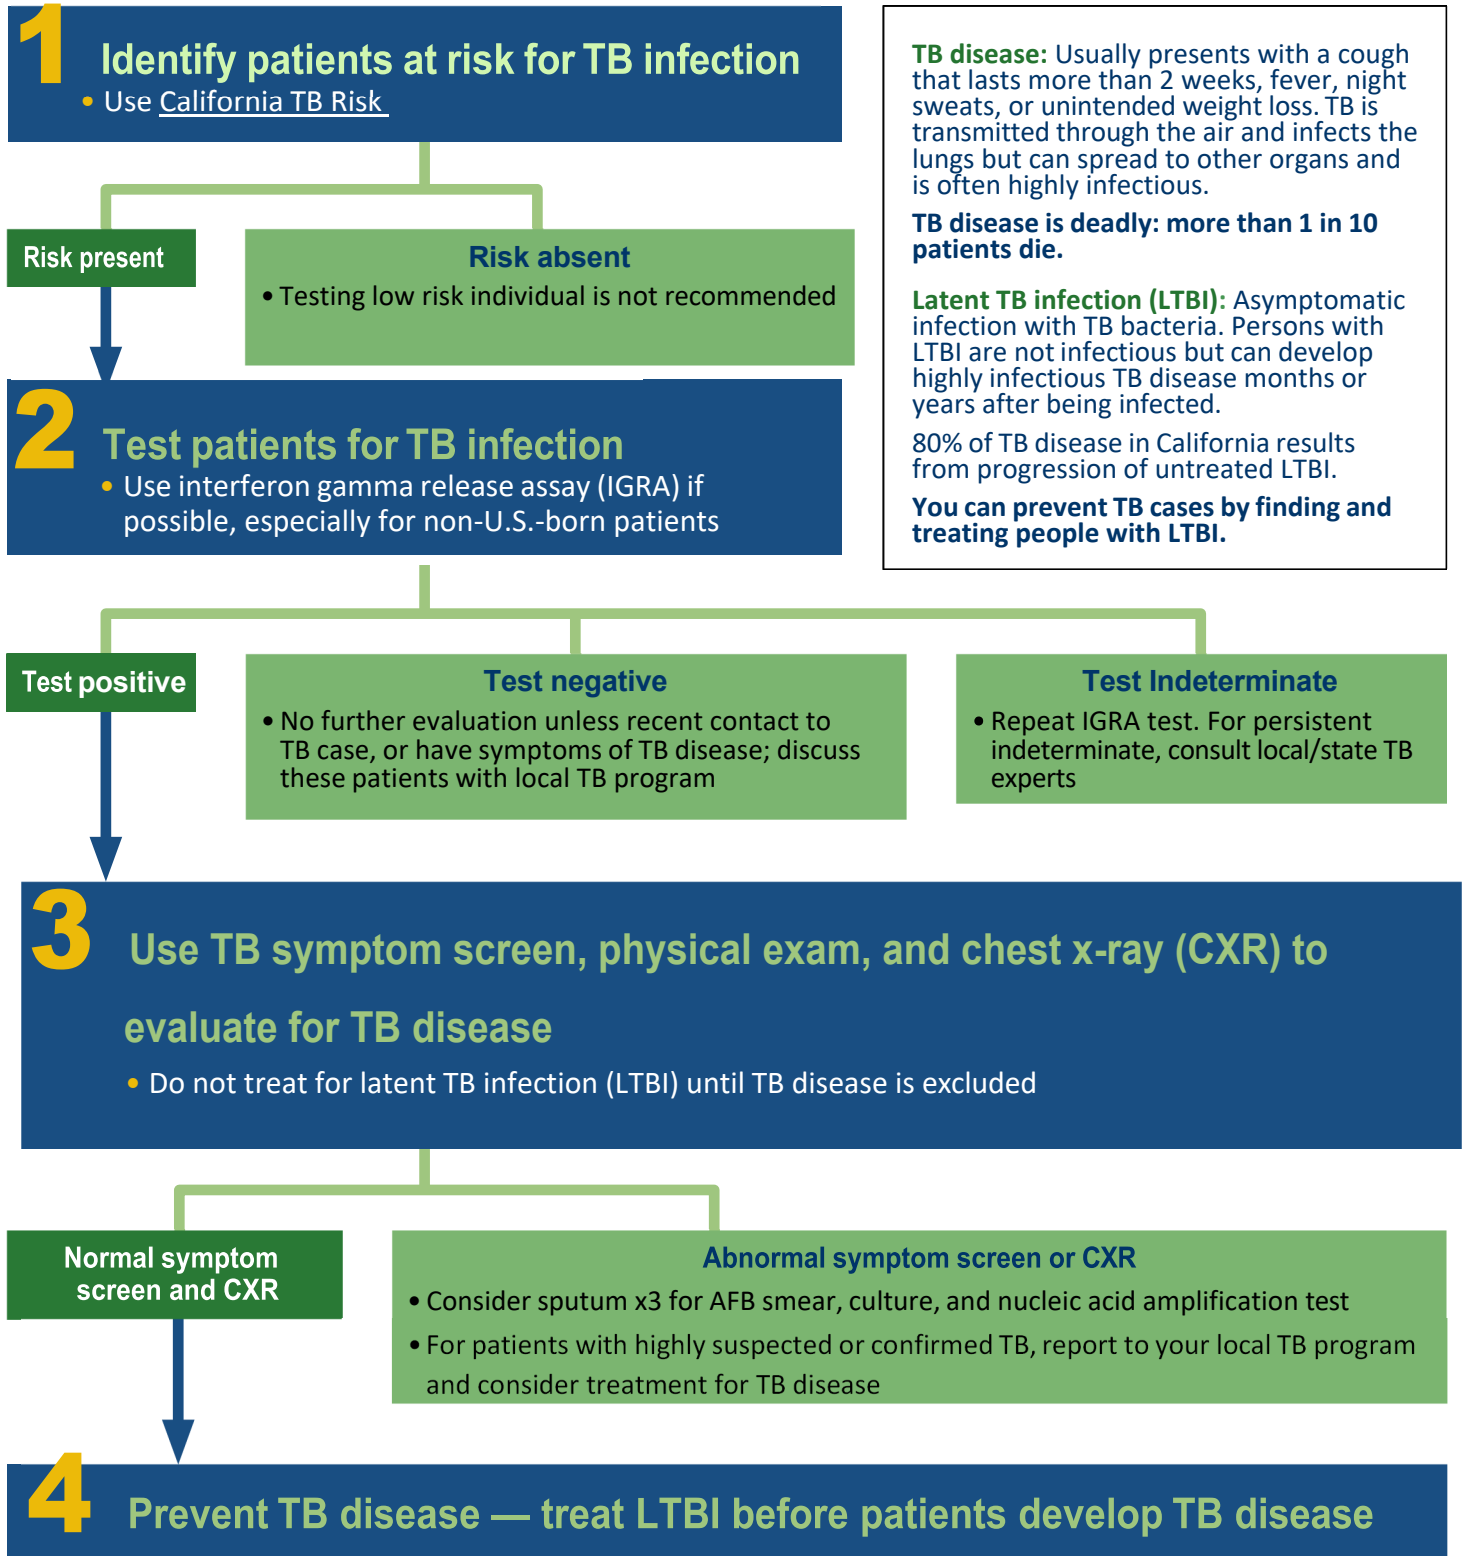 1
Identify patients at risk for TB infection
• Use California TB Risk
Risk present
Risk absent
• Testing low risk individual is not recommended
TB disease: Usually presents with a cough
that lasts more than 2 weeks, fever, night
sweats, or unintended weight loss. TB is
transmitted through the air and infects the
lungs but can spread to other organs and
is often highly infectious.
TB disease is deadly: more than 1 in 10
patients die.
Latent TB infection (LTBI): Asymptomatic
infection with TB bacteria. Persons with
LTBI are not infectious but can develop
highly infectious TB disease months or
years after being infected.
80% of TB disease in California results
from progression of untreated LTBI.
You can prevent TB cases by finding and
treating people with LTBI.
2
Test patients for TB infection
• Use interferon gamma release assay (IGRA) if
possible, especially for non-U.S.-born patients
Test positive
Test negative
• No further evaluation unless recent contact to
TB case, or have symptoms of TB disease; discuss
these patients with local TB program
Test Indeterminate
• Repeat IGRA test. For persistent
indeterminate, consult local/state TB
experts
3
Use TB symptom screen, physical exam, and chest x-ray (CXR) to
evaluate for TB disease
• Do not treat for latent TB infection (LTBI) until TB disease is excluded
Normal symptom
screen and CXR
Abnormal symptom screen or CXR
• Consider sputum x3 for AFB smear, culture, and nucleic acid amplification test
• For patients with highly suspected or confirmed TB, report to your local TB program
and consider treatment for TB disease
4
Prevent TB disease — treat LTBI before patients develop TB disease